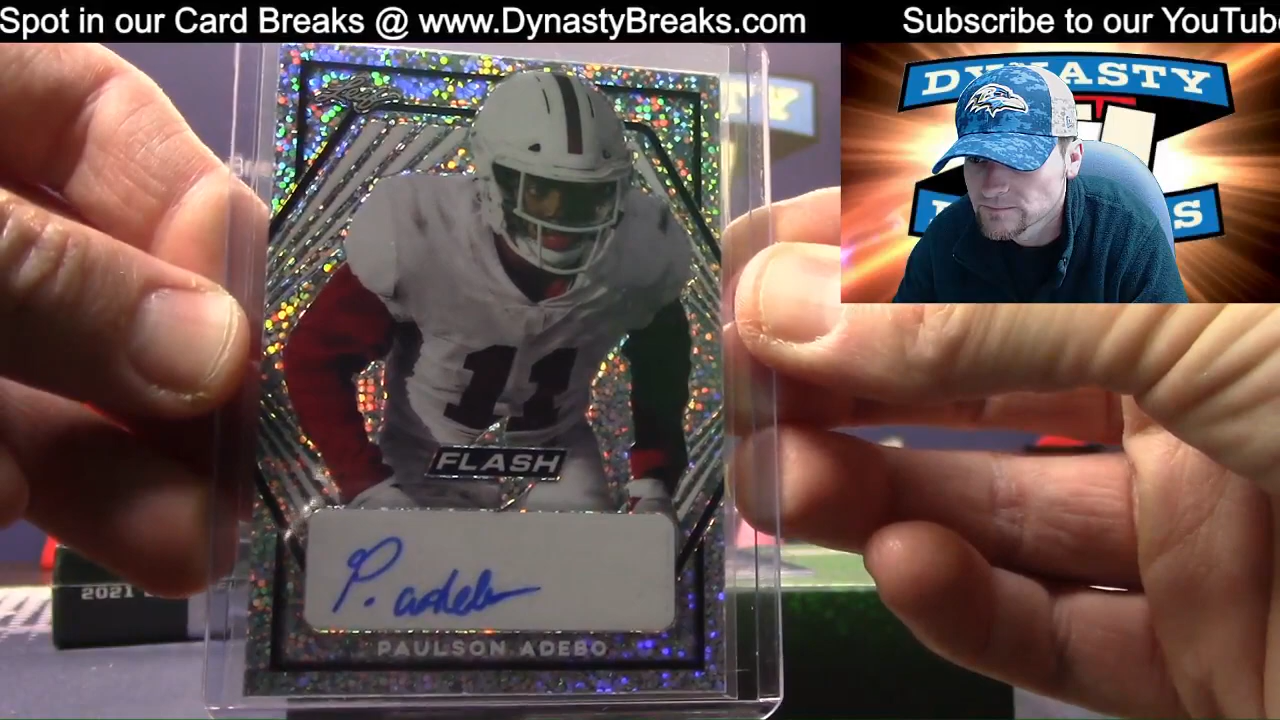 Spot in our Card Breaks @ www.DynastyBreaks.com
Subscribe to our YouTube
DYNASTY
S
Leaf
11
FLASH
P. adebo
PAULSON ADEBO
2021